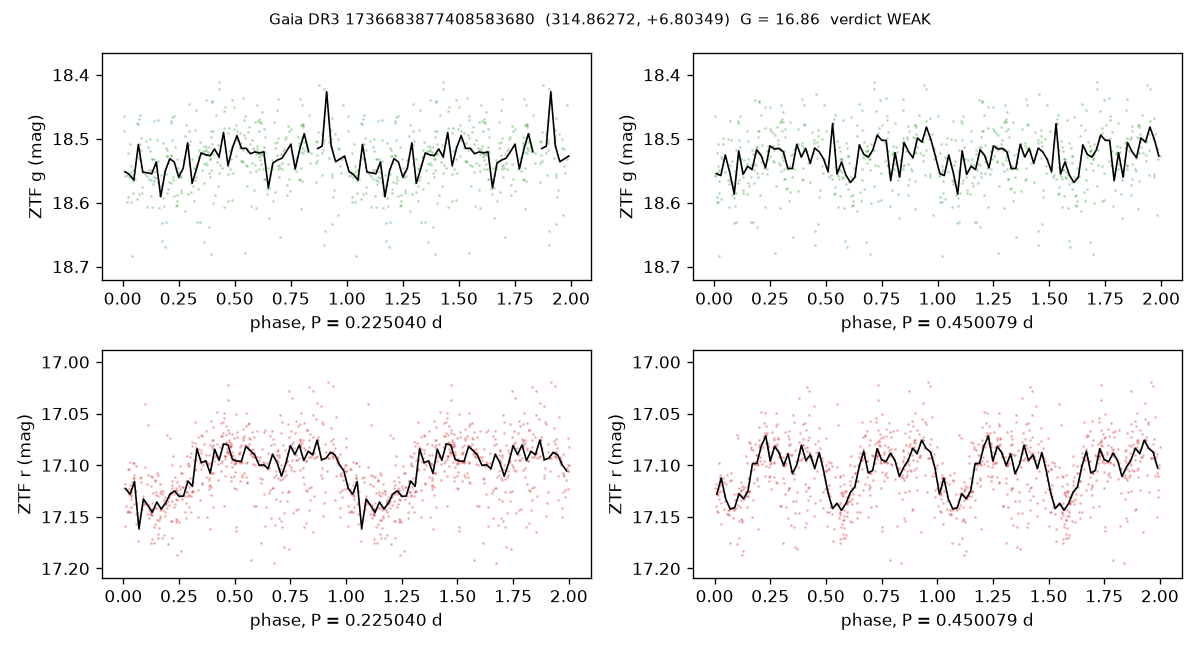 Gaia DR3 1736683877408583680  (314.86272, +6.80349)  G = 16.86  verdict WEAK
ZTF g (mag)
18.4
18.5
18.6
18.7
0.00 0.25 0.50 0.75 1.00 1.25 1.50 1.75 2.00
phase, P = 0.225040 d
ZTF g (mag)
18.4
18.5
18.6
18.7
0.00 0.25 0.50 0.75 1.00 1.25 1.50 1.75 2.00
phase, P = 0.450079 d
ZTF r (mag)
17.00
17.05
17.10
17.15
17.20
0.00 0.25 0.50 0.75 1.00 1.25 1.50 1.75 2.00
phase, P = 0.225040 d
ZTF r (mag)
17.00
17.05
17.10
17.15
17.20
0.00 0.25 0.50 0.75 1.00 1.25 1.50 1.75 2.00
phase, P = 0.450079 d